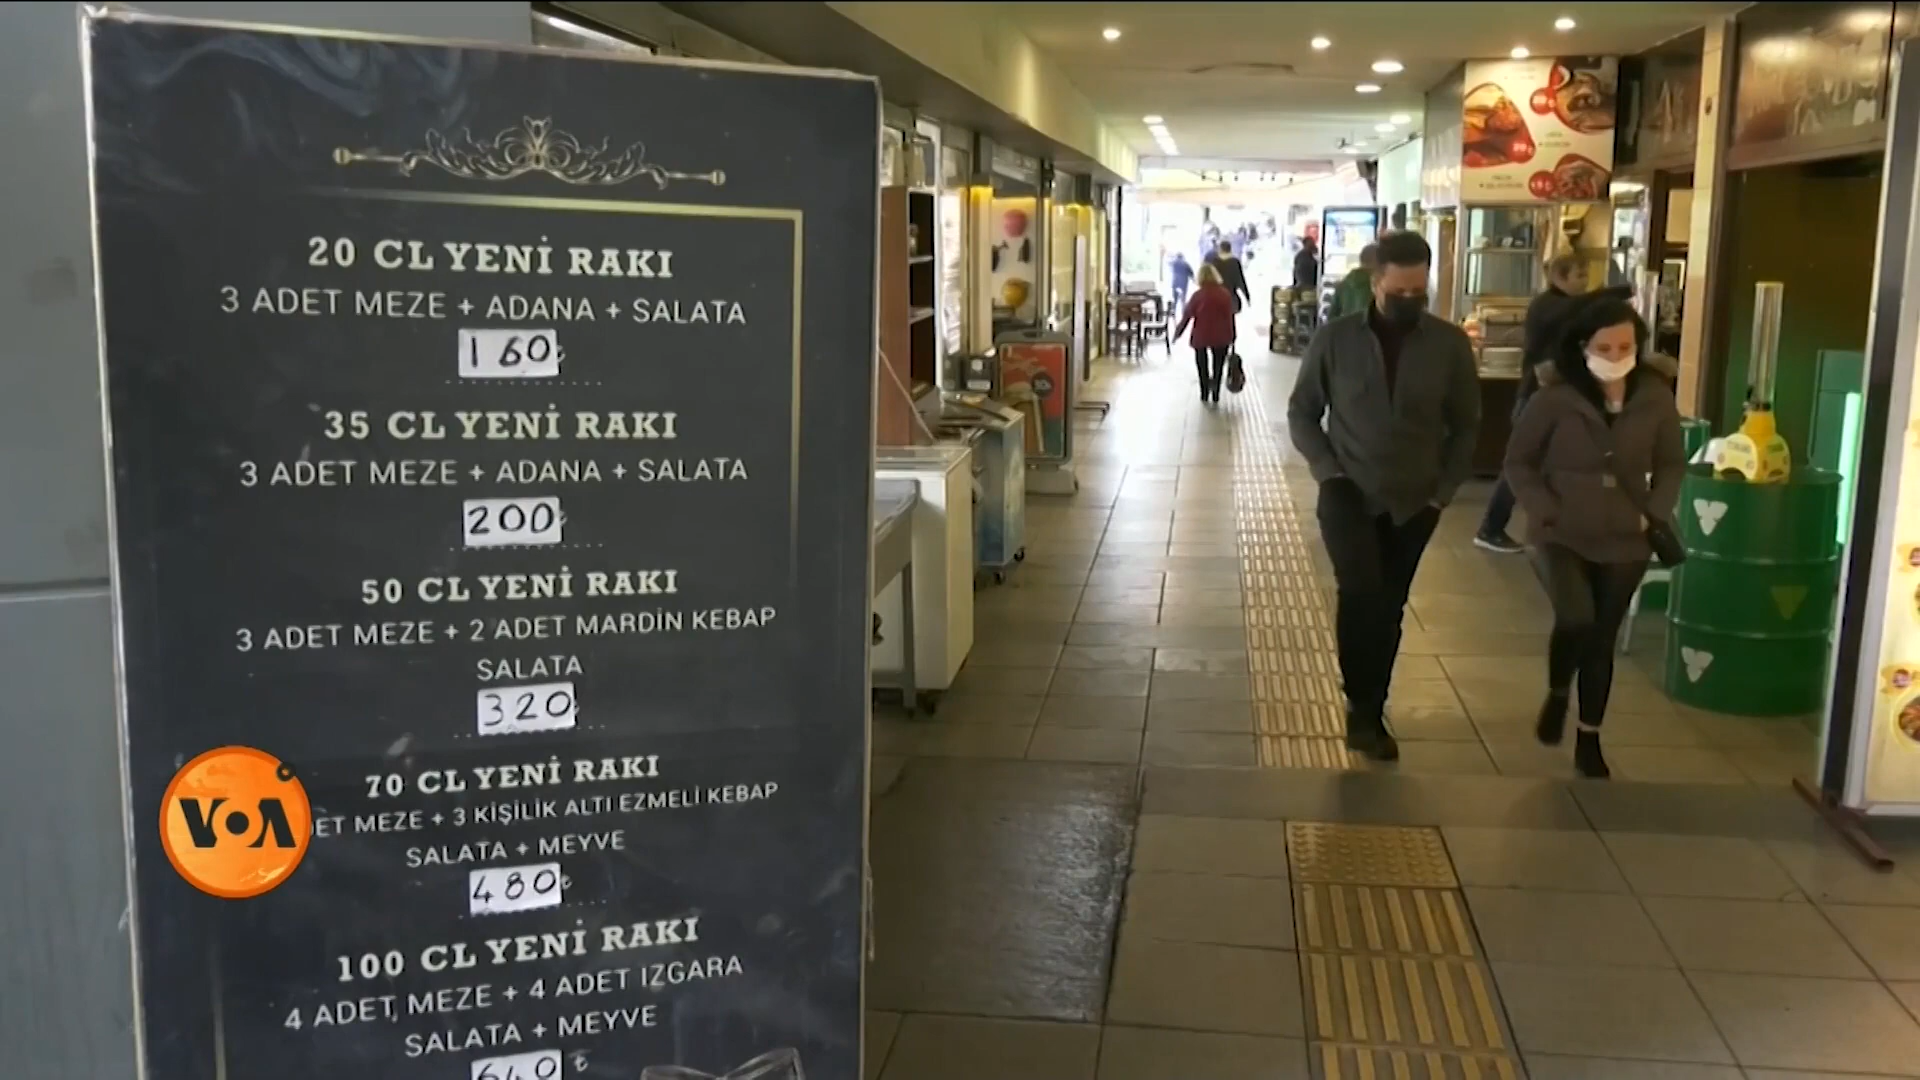 20 CL YENİ RAKI
3 ADET MEZE + ADANA + SALATA
160₺
35 CL YENİ RAKI
3 ADET MEZE + ADANA + SALATA
200₺
50 CL YENİ RAKI
3 ADET MEZE + 2 ADET MARDİN KEBAP
SALATA
320₺
70 CL YENİ RAKI
MEZE + 3 KİŞİLİK ALTI EZMELİ KEBAP
SALATA + MEYVE
480₺
100 CL YENİ RAKI
4 ADET MEZE + 4 ADET IZGARA
SALATA + MEYVE
640 ₺
VOA